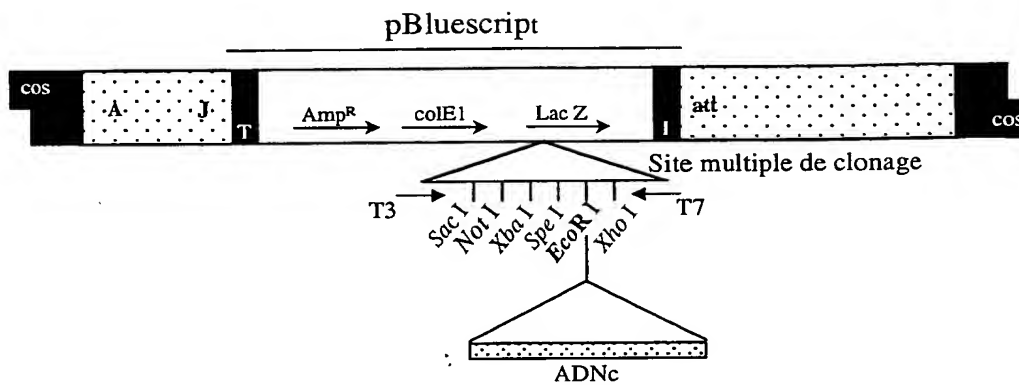 pBluescript
cos
A J T Amp^R colE1 Lac Z I att
cos
Site multiple de clonage
T3 T7
Sac I
Not I
Xba I
Spe I
EcoR I
Xho I
ADNc